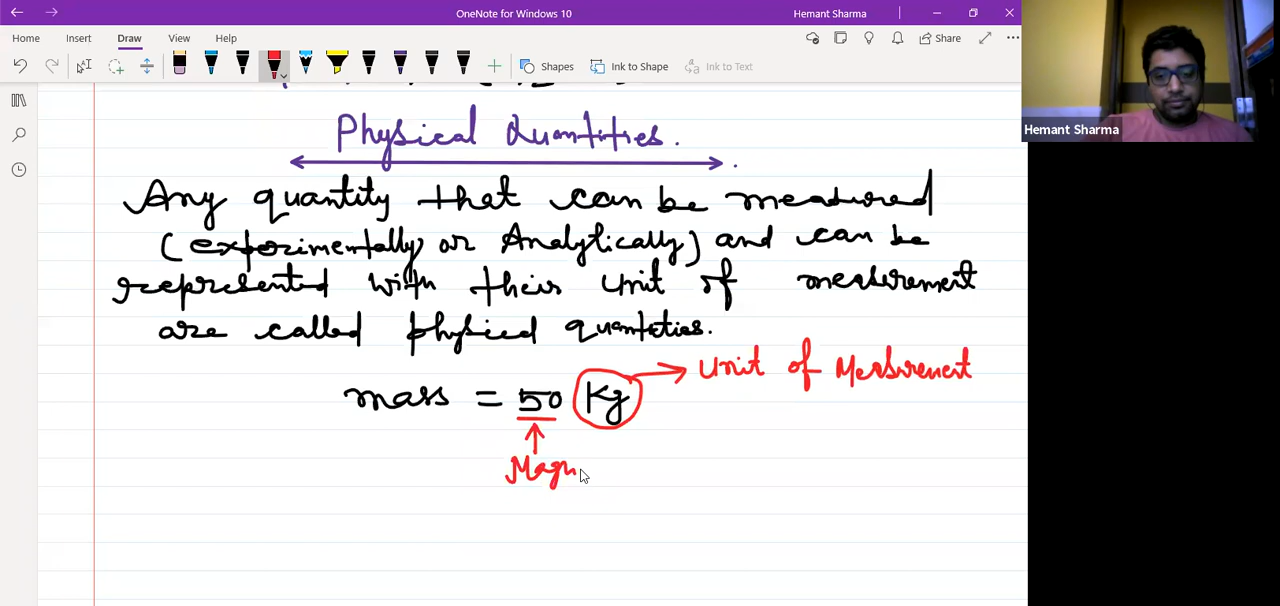 OneNote for Windows 10
Hemant Sharma
Home Insert Draw View Help
Share
Shapes
Ink to Shape
Ink to Text
Hemant Sharma
Physical Quantities.
Any quantity that can be measured
(experimentally or Analytically) and can be
represented with their unit of measurement
are called physical quantities.
mass = 50 Kg
Unit of Measurement
Magn